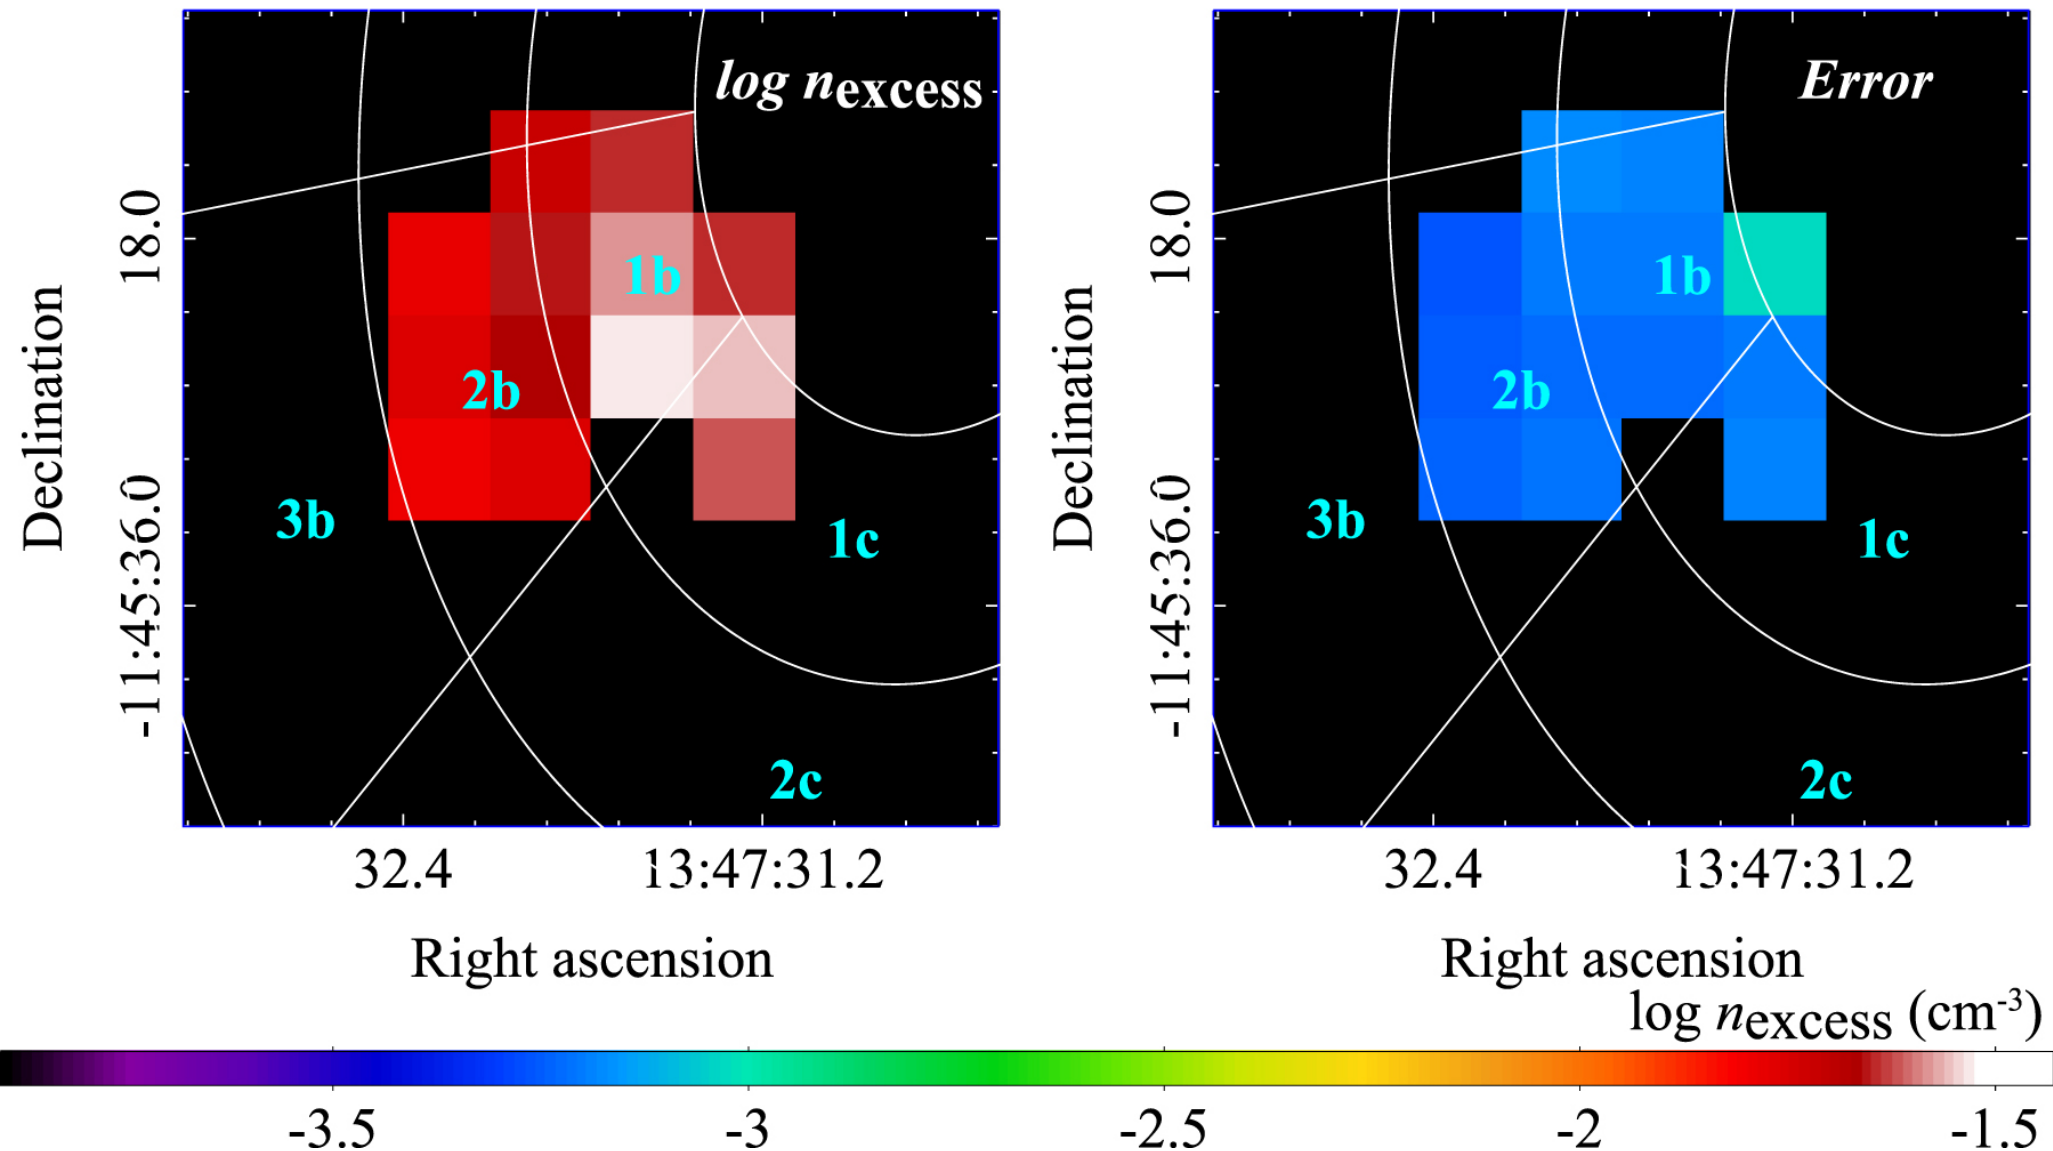 log nexcess
Error
Declination
18.0
-11:45:36.0
1b
2b
3b
1c
2c
32.4
13:47:31.2
Right ascension
Declination
18.0
-11:45:36.0
1b
2b
3b
1c
2c
32.4
13:47:31.2
Right ascension
log nexcess (cm-3)
-3.5
-3
-2.5
-2
-1.5